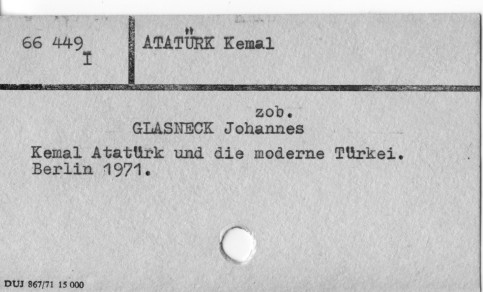 66 449 ATATÜRK Kemal
I
zob.
GLASNECK Johannes
Kemal Atatürk und die moderne Türkei.
Berlin 1971.
DUJ 867/71 15 000